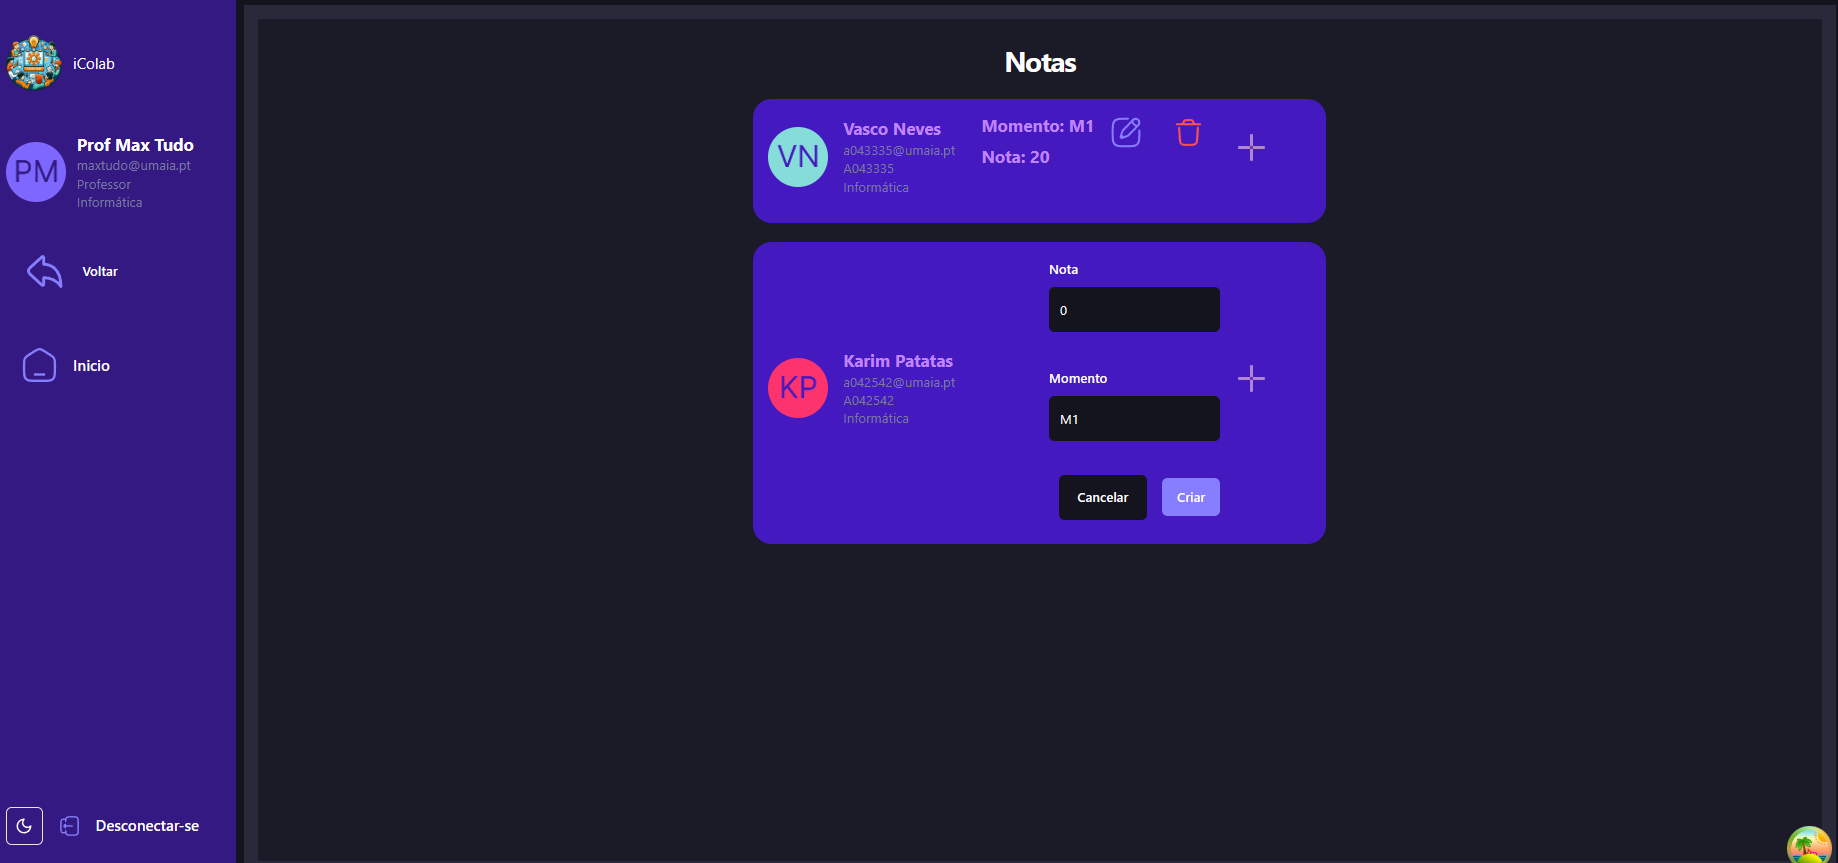 iColab
PM
Prof Max Tudo
maxtudo@umaia.pt
Professor
Informática
Voltar
Inicio
Desconectar-se
Notas
VN
Vasco Neves
a043335@umaia.pt
A043335
Informática
Momento: M1
Nota: 20
KP
Karim Patatas
a042542@umaia.pt
A042542
Informática
Nota
0
Momento
M1
Cancelar
Criar